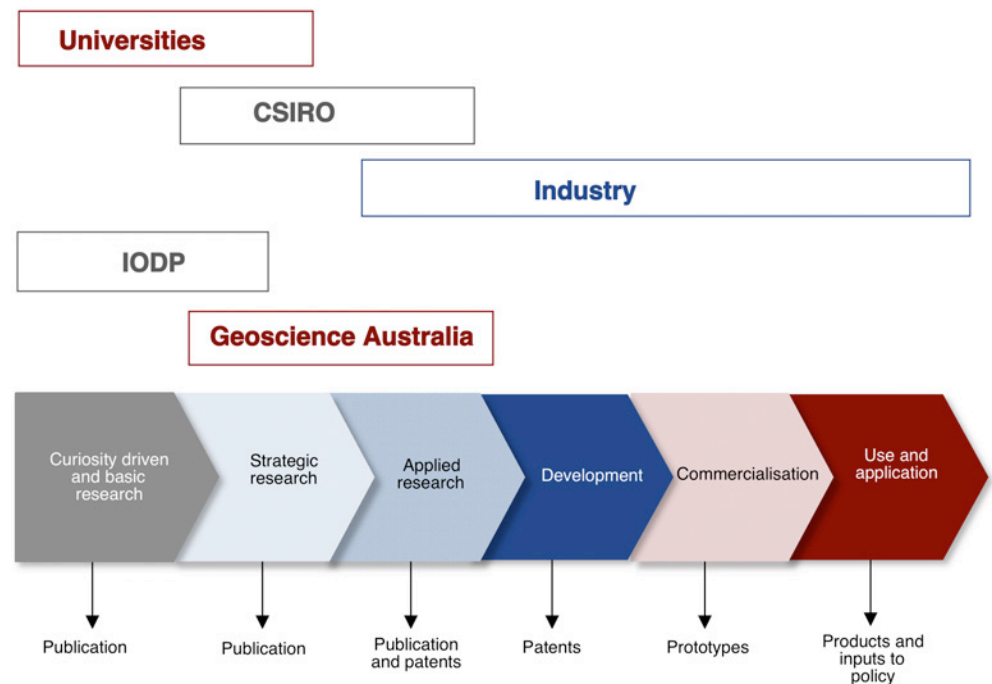 Universities
CSIRO
Industry
IODP
Geoscience Australia
Curiosity driven
and basic
research
Strategic
research
Applied
research
Development
Commercialisation
Use and
application
Publication
Publication
Publication
and patents
Patents
Prototypes
Products and
inputs to
policy